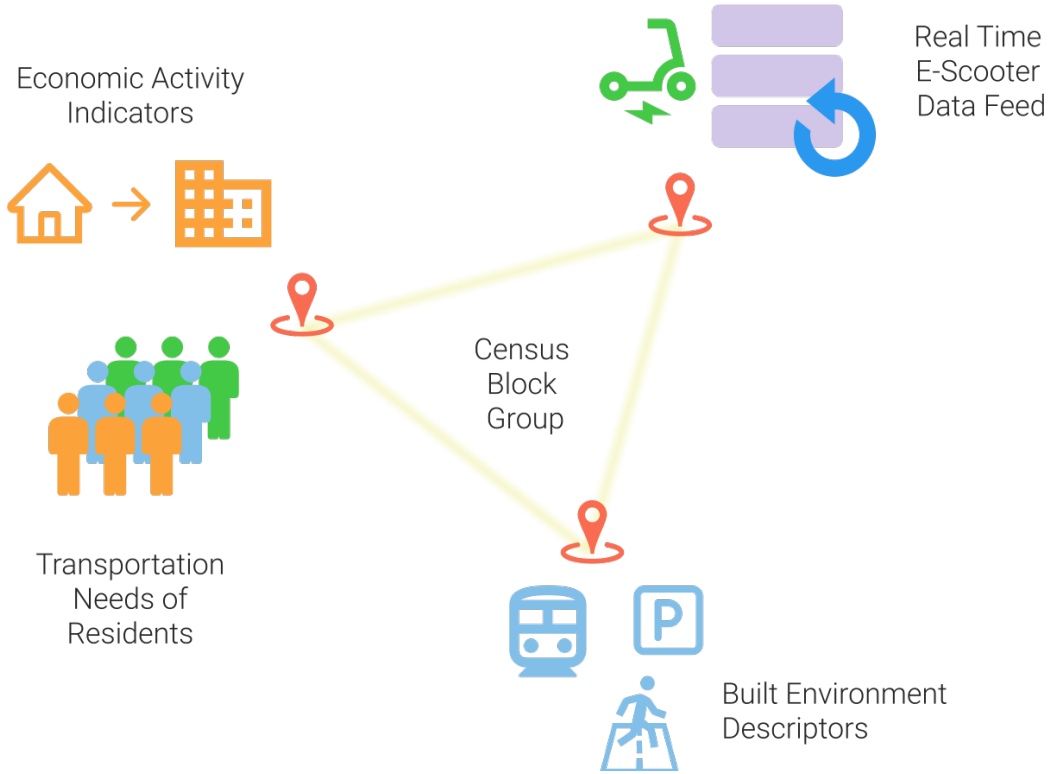 Economic Activity
Indicators
Real Time
E-Scooter
Data Feed
Census
Block
Group
Transportation
Needs of
Residents
P
Built Environment
Descriptors